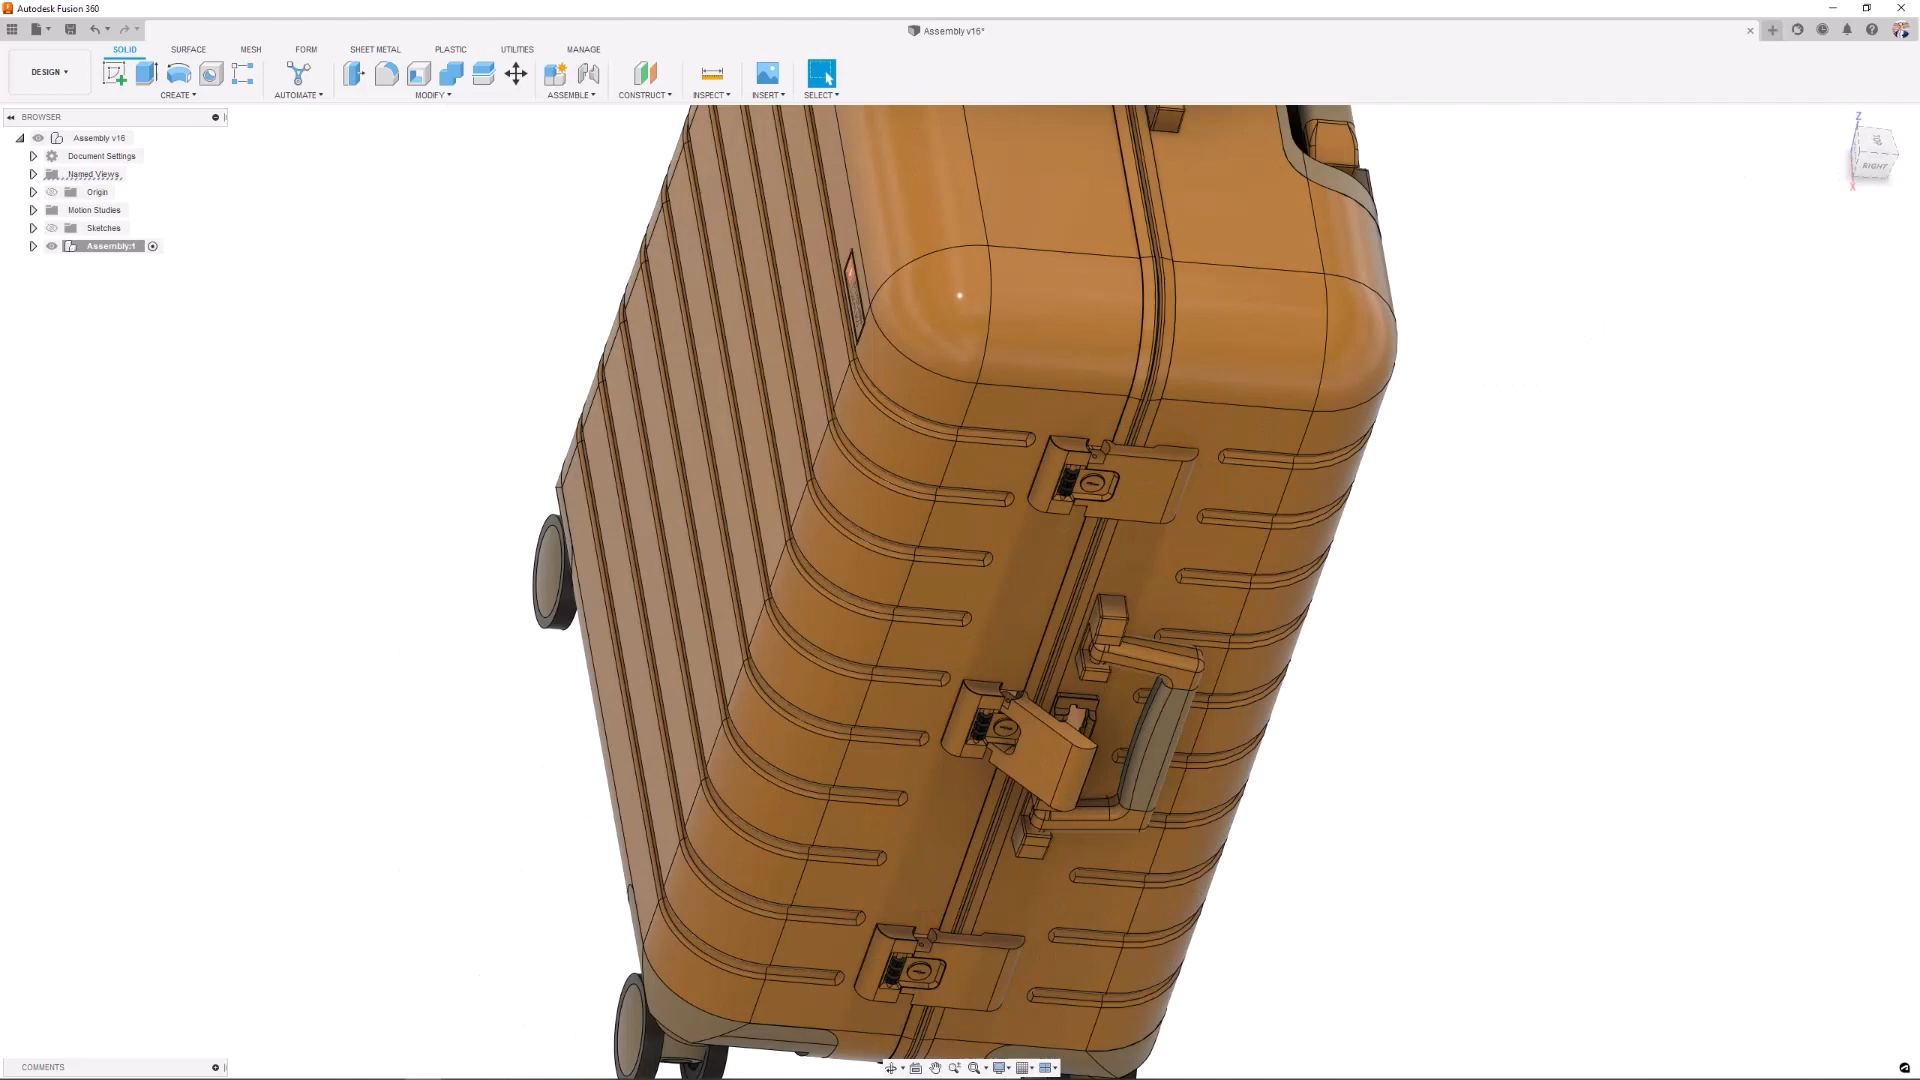 Autodesk Fusion 360
Assembly v16*
DESIGN
SOLID
SURFACE
MESH
FORM
SHEET METAL
PLASTIC
UTILITIES
MANAGE
CREATE
AUTOMATE
MODIFY
ASSEMBLE
CONSTRUCT
INSPECT
INSERT
SELECT
BROWSER
Assembly v16
Document Settings
Named Views
Origin
Motion Studies
Sketches
Assembly:1
Z
TOP
RIGHT
X
COMMENTS